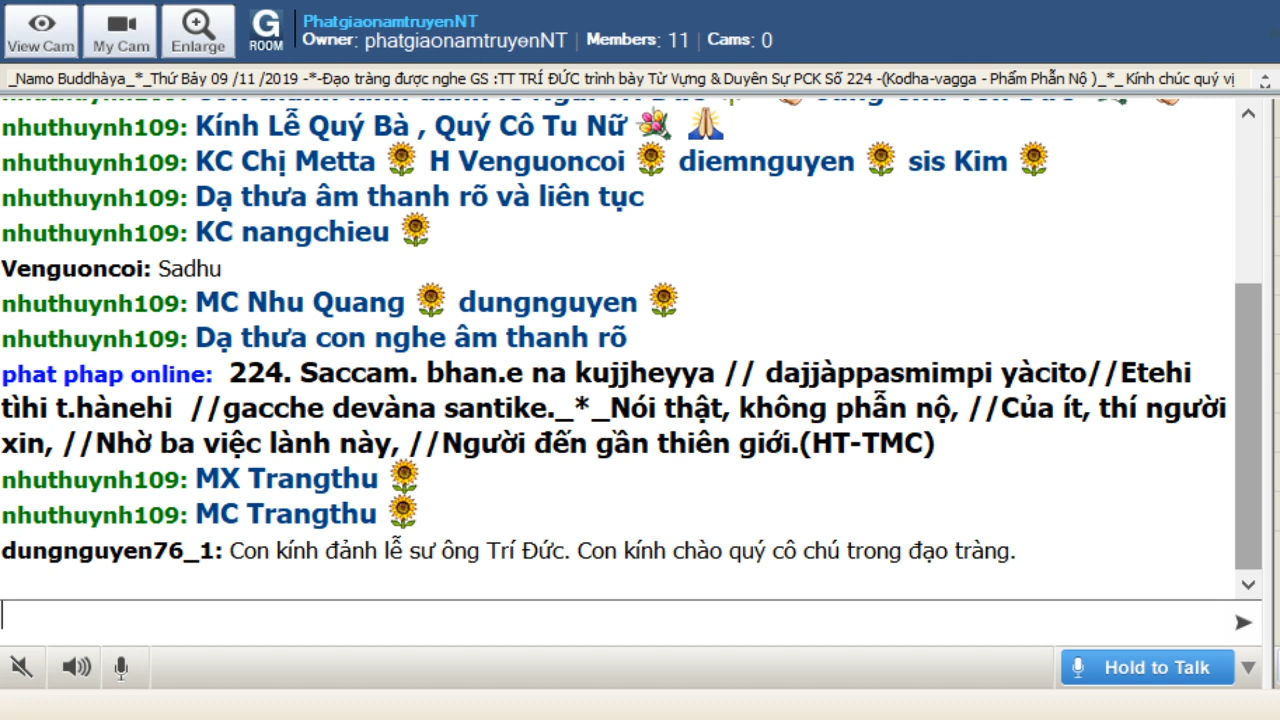 View Cam
My Cam
Enlarge
G
ROOM
PhatgiaonamtruyenNT
Owner: phatgiaonamtruyenNT | Members: 11 | Cams: 0
_Namo Buddhàya_*_Thứ Bảy 09 /11 /2019 -*-Đạo tràng được nghe GS :TT TRÍ ĐỨC trình bày Từ Vựng & Duyên Sự PCK Số 224 -(Kodha-vagga - Phẩm Phẫn Nộ )_*_ Kính chúc quý vị
nhuthuynh109: Kính Lễ Quý Bà , Quý Cô Tu Nữ
nhuthuynh109: KC Chị Metta H Venguoncoi diemnguyen sis Kim
nhuthuynh109: Dạ thưa âm thanh rõ và liên tục
nhuthuynh109: KC nangchieu
Venguoncoi: Sadhu
nhuthuynh109: MC Nhu Quang dungnguyen
nhuthuynh109: Dạ thưa con nghe âm thanh rõ
phat phap online: 224. Saccam. bhan.e na kujjheyya // dajjàppasmimpi yàcito//Etehi
tìhi t.hànehi //gacche devàna santike._*_Nói thật, không phẫn nộ, //Của ít, thí người
xin, //Nhờ ba việc lành này, //Người đến gần thiên giới.(HT-TMC)
nhuthuynh109: MX Trangthu
nhuthuynh109: MC Trangthu
dungnguyen76_1: Con kính đảnh lễ sư ông Trí Đức. Con kính chào quý cô chú trong đạo tràng.
Hold to Talk